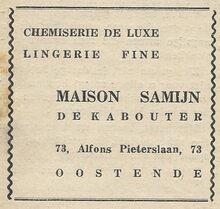 CHEMISERIE DE LUXE
LINGERIE FINE
MAISON SAMIJN
DE KABOUTER
73, Alfons Pieterslaan, 73
OOSTENDE